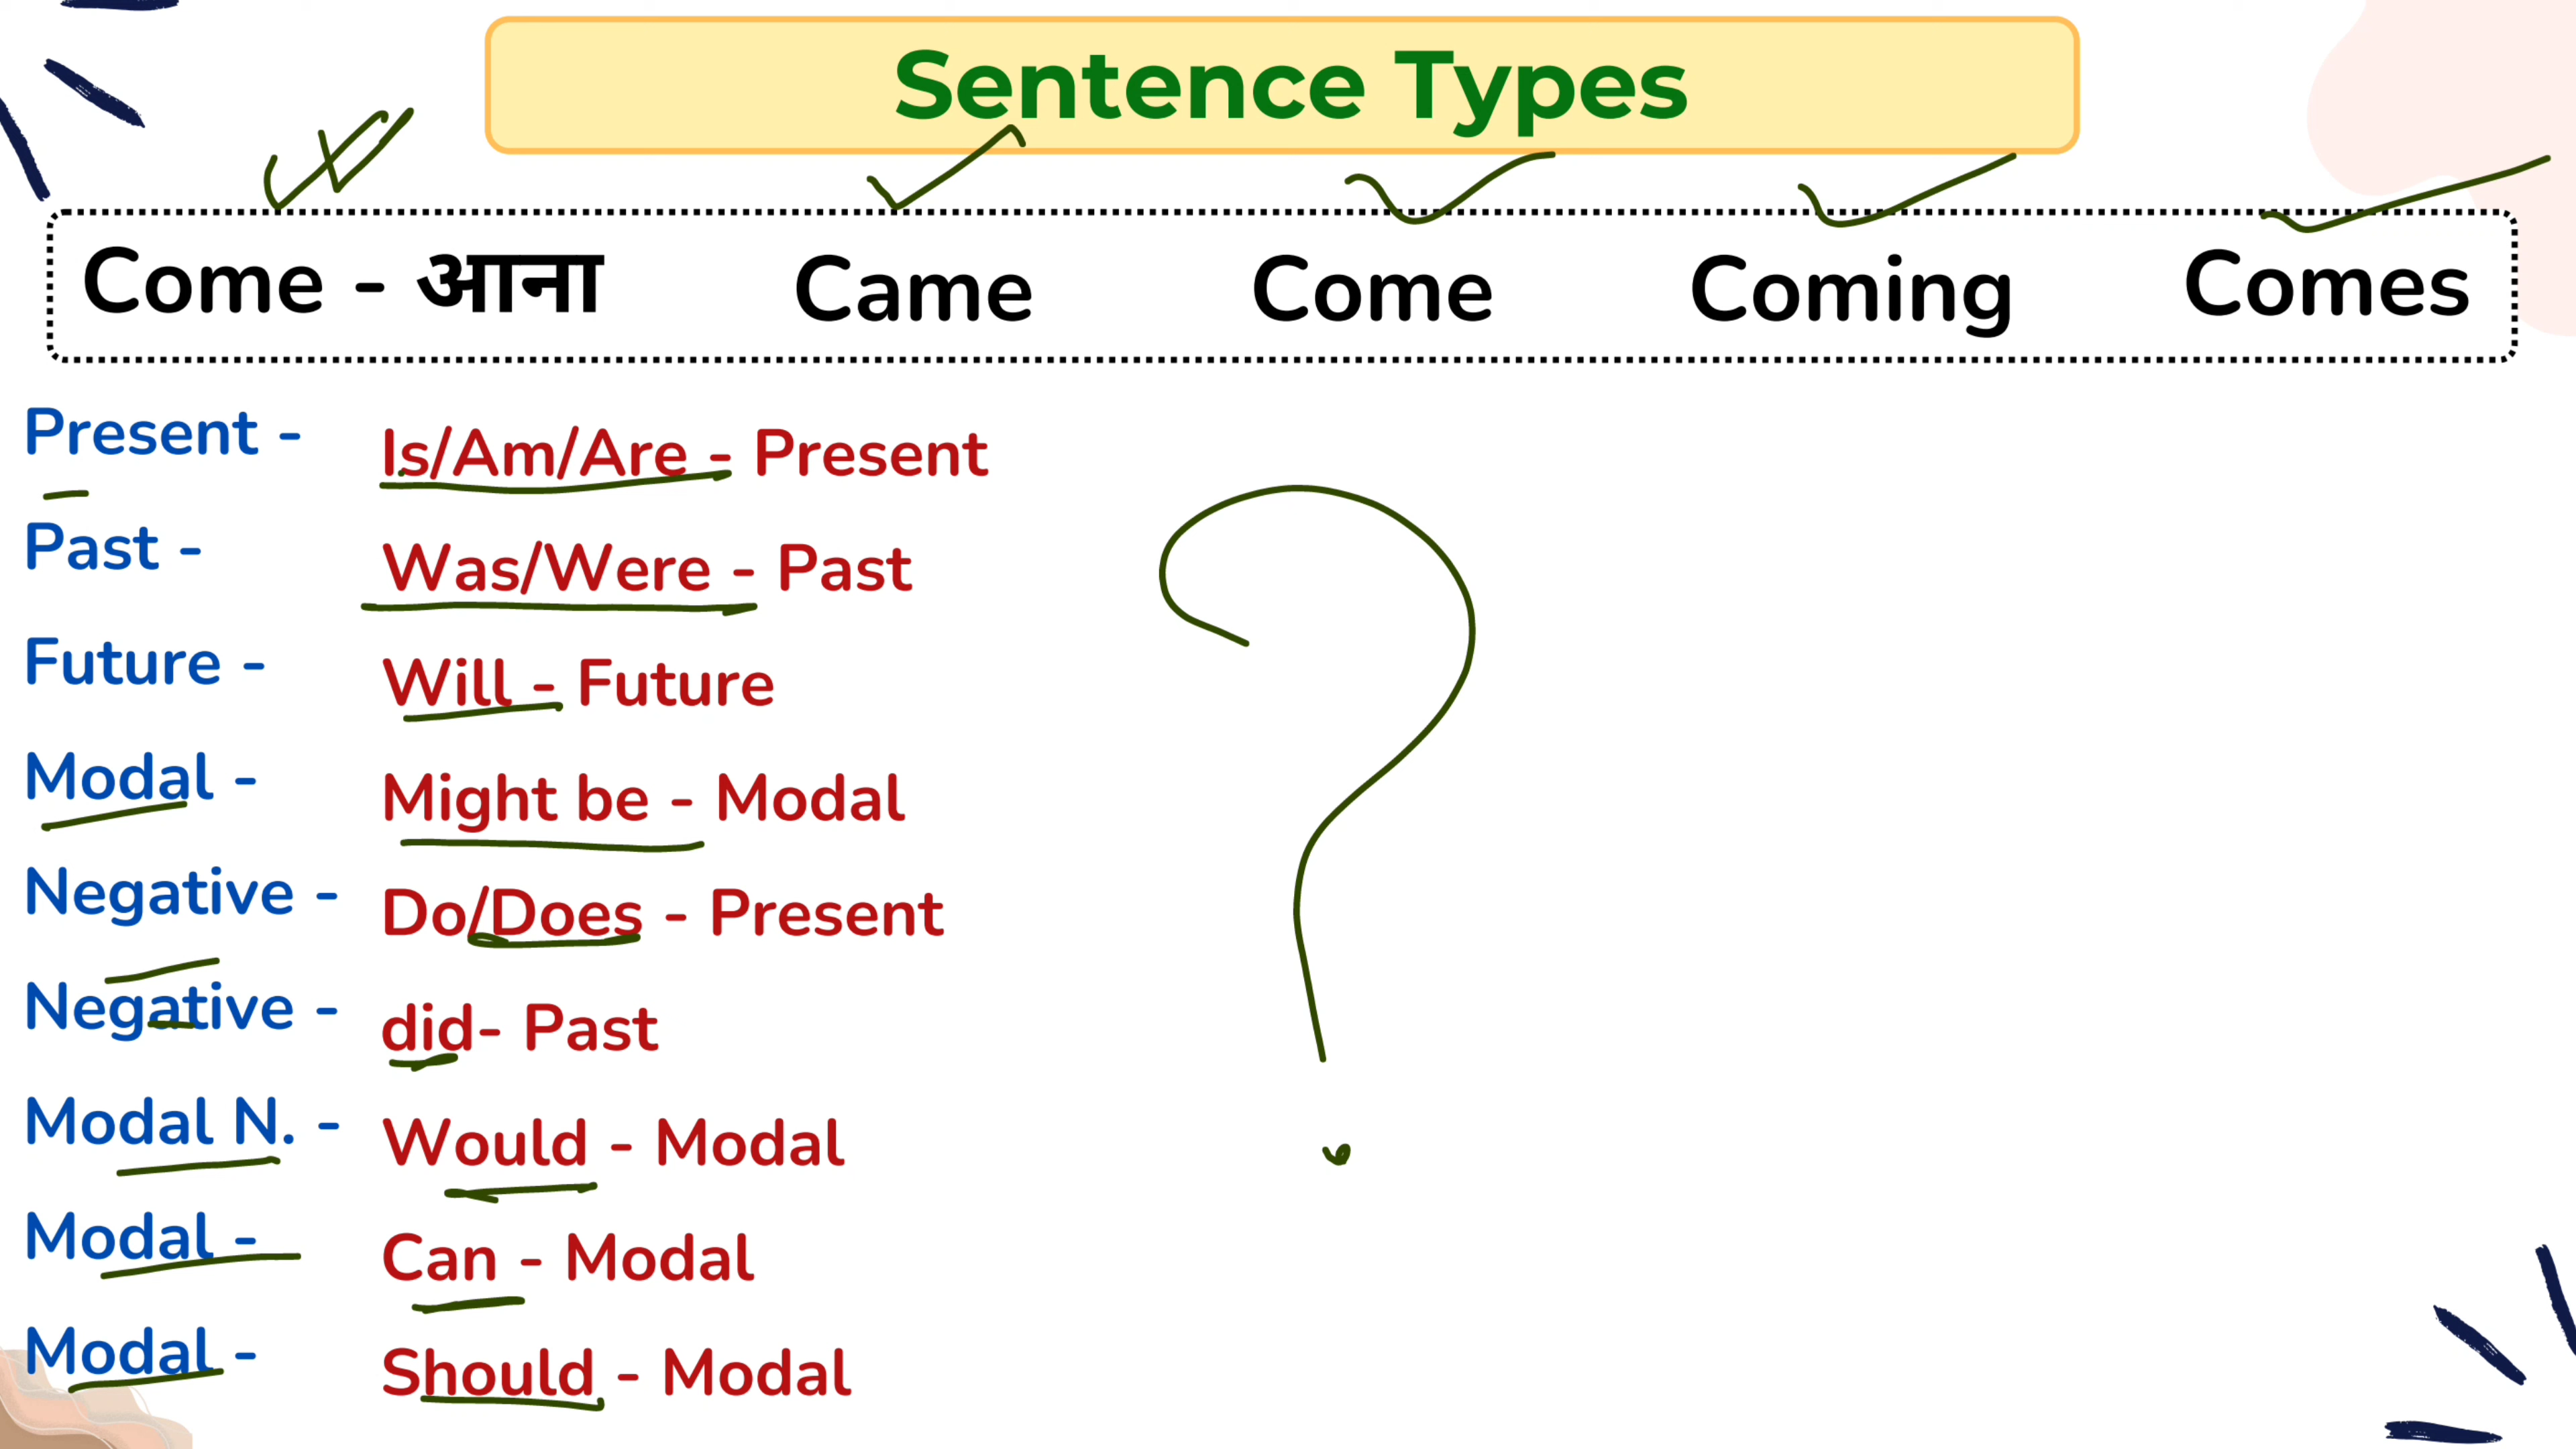 Sentence Types
Come - आना Came Come Coming Comes
Present - Is/Am/Are - Present
Past - Was/Were - Past
Future - Will - Future
Modal - Might be - Modal
Negative - Do/Does - Present
Negative - did- Past
Modal N. - Would - Modal
Modal - Can - Modal
Modal - Should - Modal
?